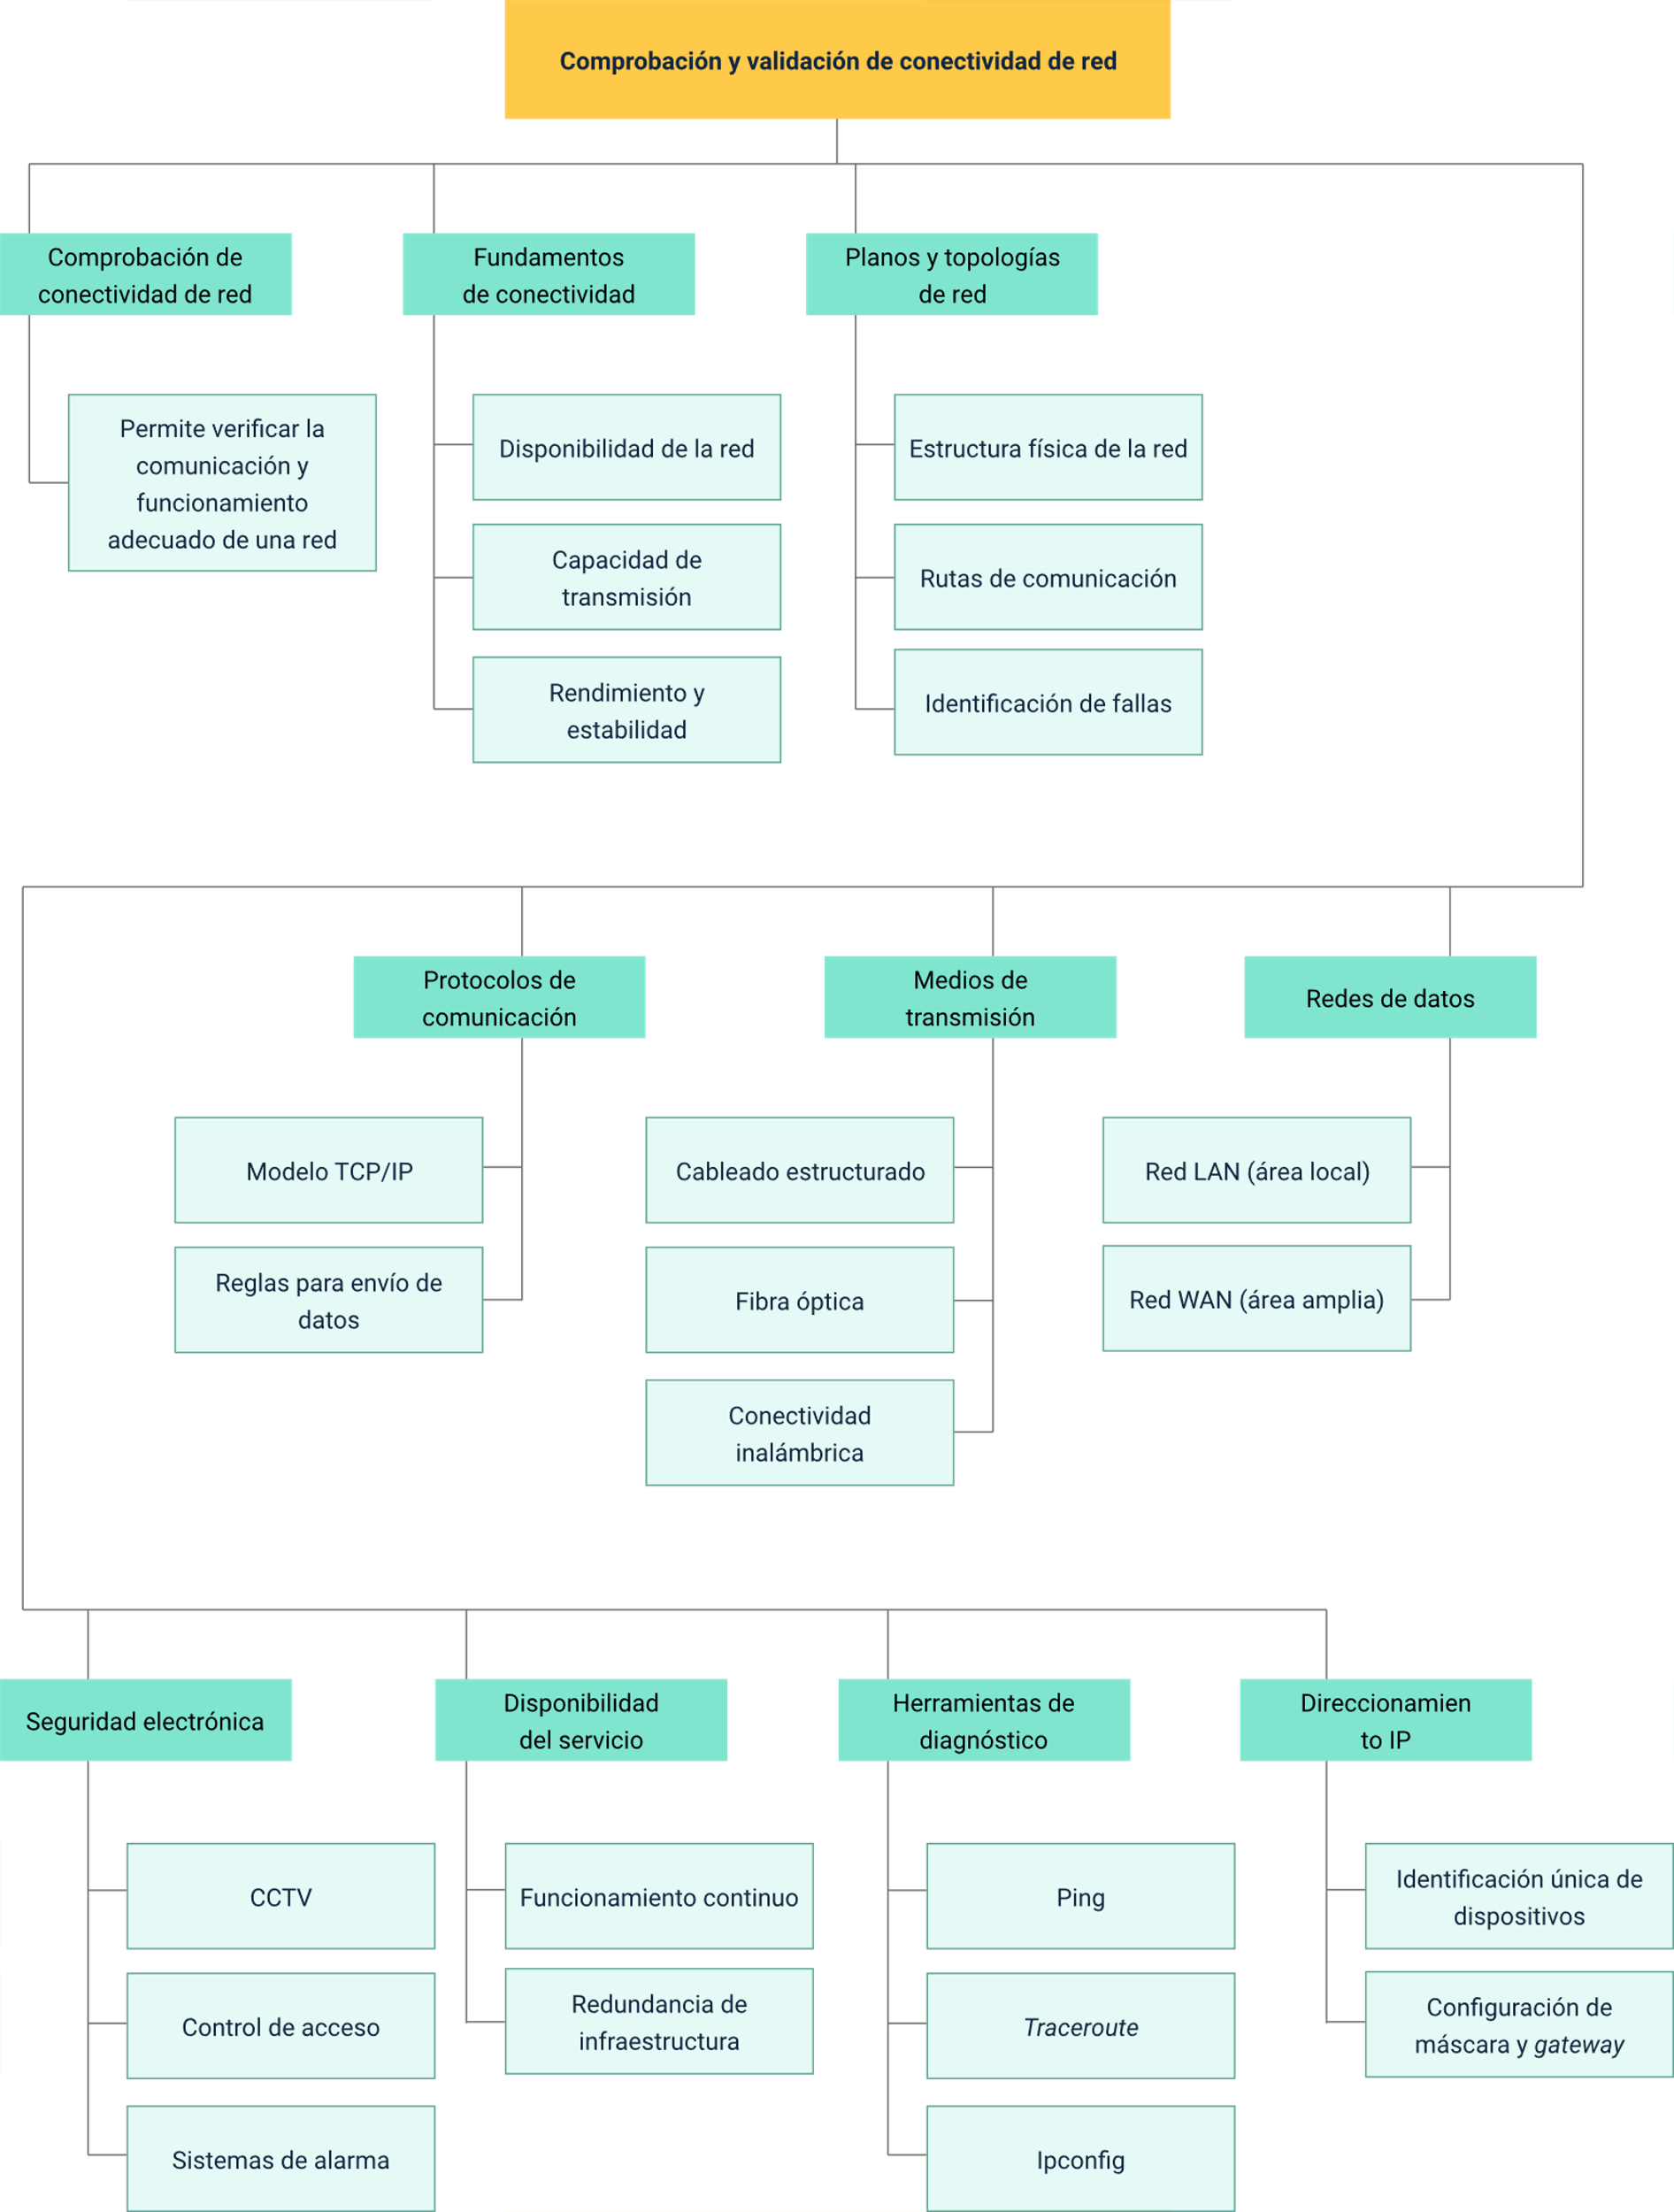 Comprobación y validación de conectividad de red
Comprobación de
conectividad de red
Permite verificar la
comunicación y
funcionamiento
adecuado de una red
Fundamentos
de conectividad
Disponibilidad de la red
Capacidad de
transmisión
Rendimiento y
estabilidad
Planos y topologías
de red
Estructura física de la red
Rutas de comunicación
Identificación de fallas
Protocolos de
comunicación
Modelo TCP/IP
Reglas para envío de
datos
Medios de
transmisión
Cableado estructurado
Fibra óptica
Conectividad
inalámbrica
Redes de datos
Red LAN (área local)
Red WAN (área amplia)
Seguridad electrónica
CCTV
Control de acceso
Sistemas de alarma
Disponibilidad
del servicio
Funcionamiento continuo
Redundancia de
infraestructura
Herramientas de
diagnóstico
Ping
Traceroute
Ipconfig
Direccionamien
to IP
Identificación única de
dispositivos
Configuración de
máscara y gateway